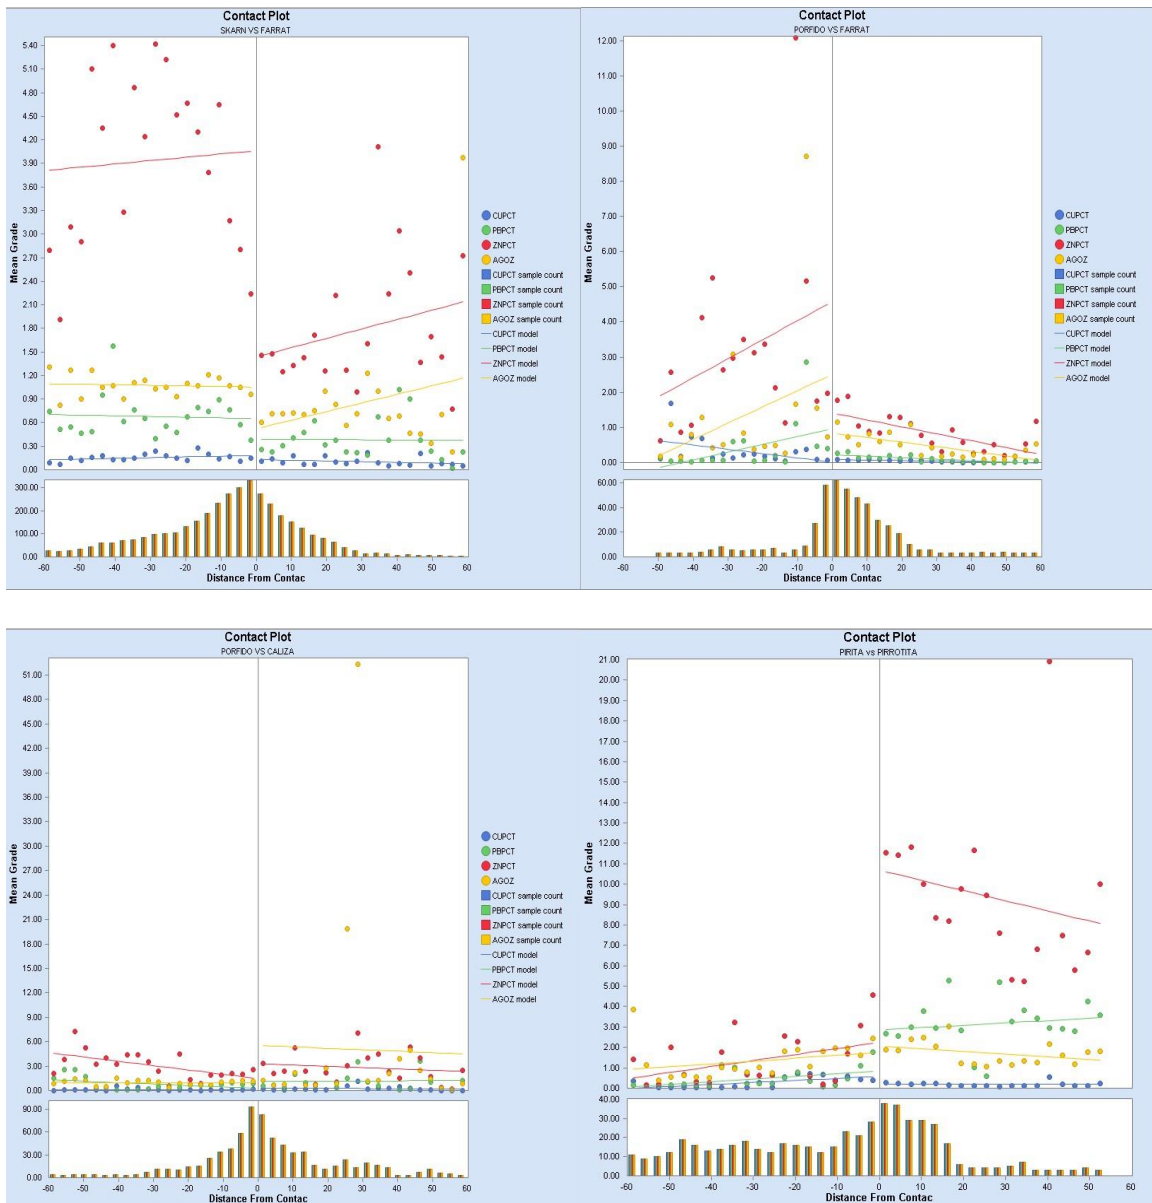 Contact Plot
SKARN VS FARRAT
5.40
5.10
4.80
4.50
4.20
3.90
3.60
3.30
3.00
2.70
2.40
2.10
1.80
1.50
1.20
0.90
0.60
0.30
0.00
Mean Grade
CUPCT
PBPCT
ZNPCT
AGOZ
CUPCT sample count
PBPCT sample count
ZNPCT sample count
AGOZ sample count
CUPCT model
PBPCT model
ZNPCT model
AGOZ model
300.00
200.00
100.00
0.00
-60 -50 -40 -30 -20 -10 0 10 20 30 40 50 60
Distance From Contac
Contact Plot
PORFIDO VS FARRAT
12.00
11.00
10.00
9.00
8.00
7.00
6.00
5.00
4.00
3.00
2.00
1.00
0.00
Mean Grade
CUPCT
PBPCT
ZNPCT
AGOZ
CUPCT sample count
PBPCT sample count
ZNPCT sample count
AGOZ sample count
CUPCT model
PBPCT model
ZNPCT model
AGOZ model
60.00
40.00
20.00
0.00
-60 -50 -40 -30 -20 -10 0 10 20 30 40 50 60
Distance From Contac
Contact Plot
PORFIDO VS CALIZA
51.00
48.00
45.00
42.00
39.00
36.00
33.00
30.00
27.00
24.00
21.00
18.00
15.00
12.00
9.00
6.00
3.00
0.00
Mean Grade
CUPCT
PBPCT
ZNPCT
AGOZ
CUPCT sample count
PBPCT sample count
ZNPCT sample count
AGOZ sample count
CUPCT model
PBPCT model
ZNPCT model
AGOZ model
90.00
60.00
30.00
0.00
-60 -50 -40 -30 -20 -10 0 10 20 30 40 50 60
Distance From Contac
Contact Plot
PIRITA vs PIRROTITA
21.00
20.00
19.00
18.00
17.00
16.00
15.00
14.00
13.00
12.00
11.00
10.00
9.00
8.00
7.00
6.00
5.00
4.00
3.00
2.00
1.00
0.00
Mean Grade
40.00
30.00
20.00
10.00
0.00
-60 -50 -40 -30 -20 -10 0 10 20 30 40 50 60
Distance From Contac